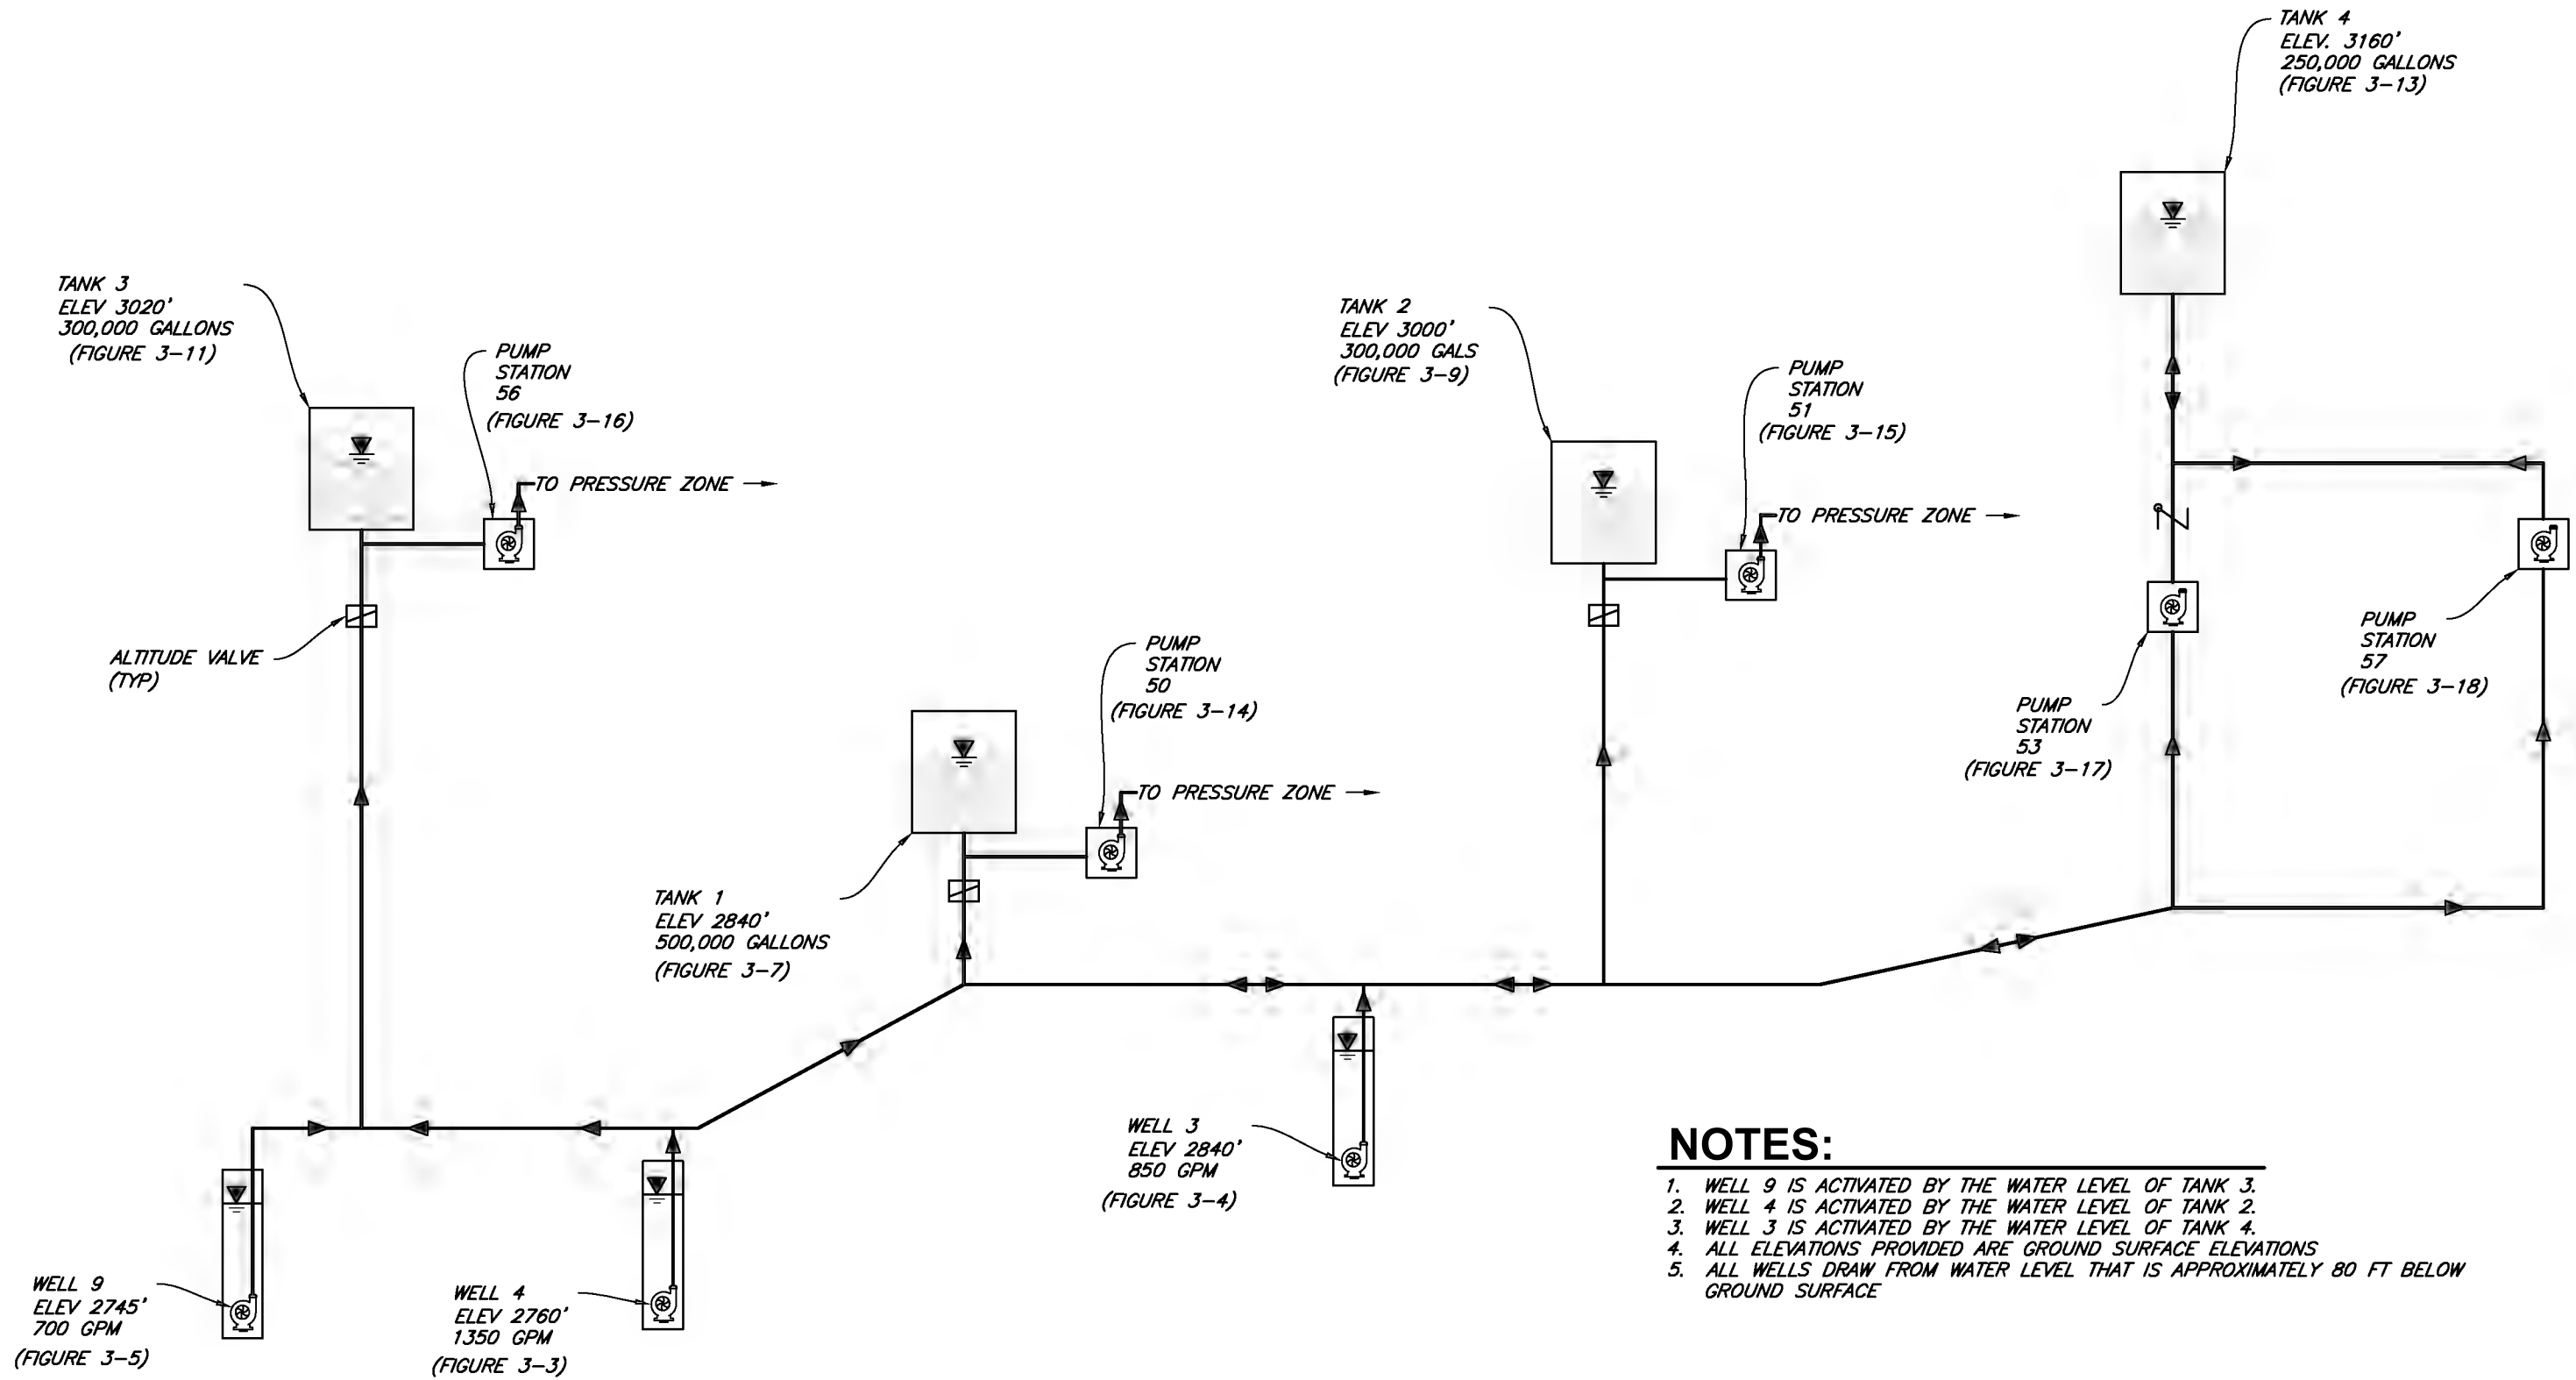 TANK 4
ELEV. 3160'
250,000 GALLONS
(FIGURE 3-13)
TANK 3
ELEV 3020'
300,000 GALLONS
(FIGURE 3-11)
PUMP
STATION
56
(FIGURE 3-16)
TO PRESSURE ZONE
ALTITUDE VALVE
(TYP)
TANK 2
ELEV 3000'
300,000 GALS
(FIGURE 3-9)
PUMP
STATION
51
(FIGURE 3-15)
TO PRESSURE ZONE
PUMP
STATION
50
(FIGURE 3-14)
TO PRESSURE ZONE
TANK 1
ELEV 2840'
500,000 GALLONS
(FIGURE 3-7)
PUMP
STATION
53
(FIGURE 3-17)
PUMP
STATION
57
(FIGURE 3-18)
WELL 9
ELEV 2745'
700 GPM
(FIGURE 3-5)
WELL 4
ELEV 2760'
1350 GPM
(FIGURE 3-3)
WELL 3
ELEV 2840'
850 GPM
(FIGURE 3-4)
NOTES:
1. WELL 9 IS ACTIVATED BY THE WATER LEVEL OF TANK 3.
2. WELL 4 IS ACTIVATED BY THE WATER LEVEL OF TANK 2.
3. WELL 3 IS ACTIVATED BY THE WATER LEVEL OF TANK 4.
4. ALL ELEVATIONS PROVIDED ARE GROUND SURFACE ELEVATIONS
5. ALL WELLS DRAW FROM WATER LEVEL THAT IS APPROXIMATELY 80 FT BELOW
GROUND SURFACE